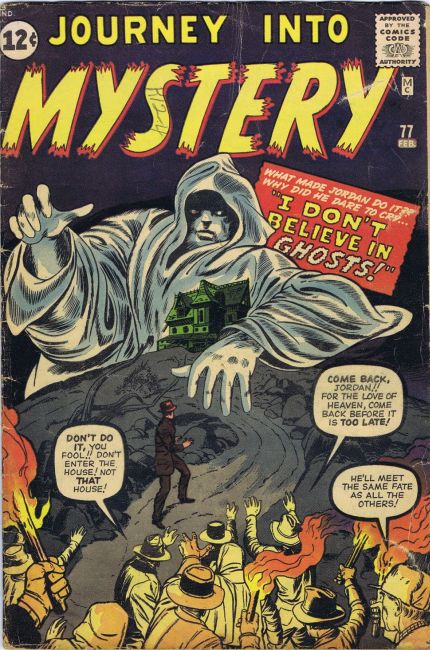 IND
12¢
JOURNEY INTO
MYSTERY
APPROVED
BY THE
COMICS
CODE
CA
AUTHORITY
MC
77
FEB.
WHAT MADE JORDAN DO IT??
WHY DID HE DARE TO CRY...
"I DON'T
BELIEVE IN
GHOSTS!"
COME BACK,
JORDAN!!
FOR THE LOVE OF
HEAVEN, COME
BACK BEFORE IT
IS TOO LATE!
DON'T DO
IT, YOU
FOOL!! DON'T
ENTER THE
HOUSE! NOT
THAT
HOUSE!
HE'LL MEET
THE SAME FATE
AS ALL THE
OTHERS!